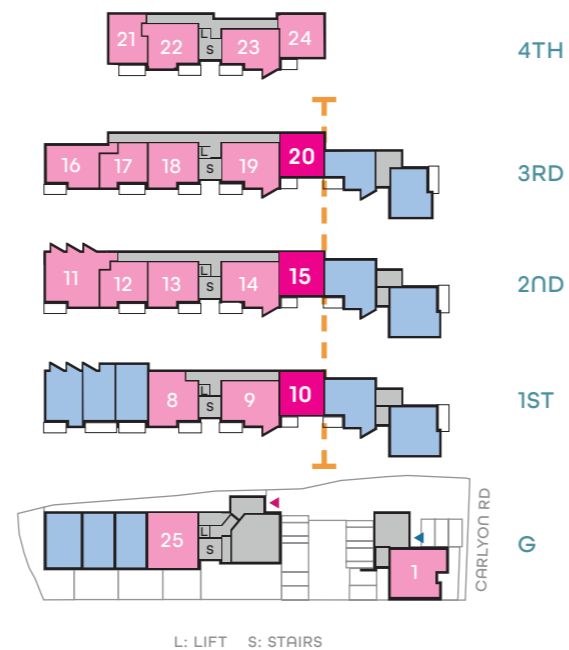 21 22 L S 23 24 4TH
16 17 18 L S 19 20 3RD
11 12 13 L S 14 15 2ND
8 L S 9 10 1ST
25 L S 1 CARLYON RD G
L: LIFT S: STAIRS